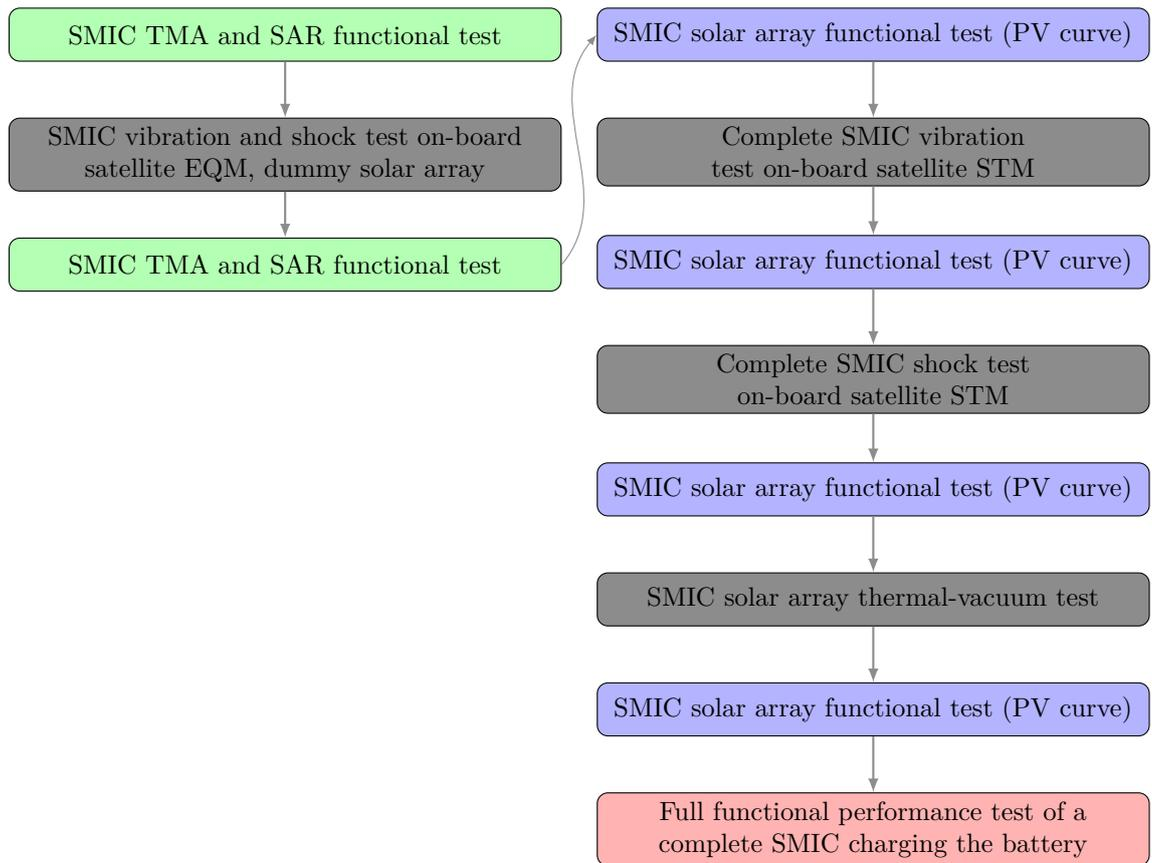 SMIC TMA and SAR functional test
SMIC vibration and shock test on-board
satellite EQM, dummy solar array
SMIC TMA and SAR functional test
SMIC solar array functional test (PV curve)
Complete SMIC vibration
test on-board satellite STM
SMIC solar array functional test (PV curve)
Complete SMIC shock test
on-board satellite STM
SMIC solar array functional test (PV curve)
SMIC solar array thermal-vacuum test
SMIC solar array functional test (PV curve)
Full functional performance test of a
complete SMIC charging the battery